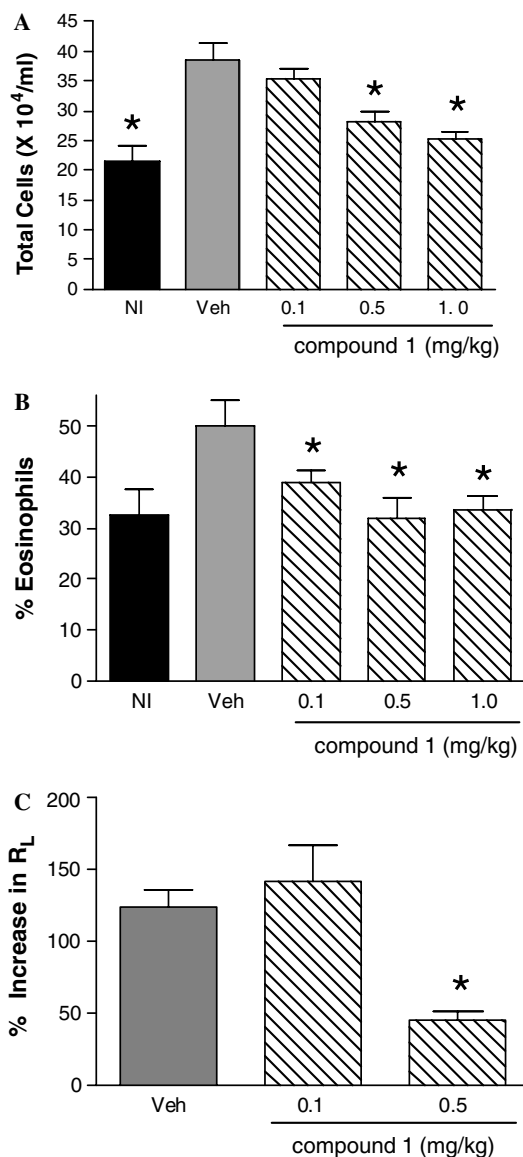 A
Total Cells (X 10⁴/ml)
45
40
35
30
25
20
15
10
5
0
*
*
*
NI Veh 0.1 0.5 1. 0
compound 1 (mg/kg)
B
% Eosinophils
50
40
30
20
10
0
*
*
*
NI Veh 0.1 0.5 1.0
compound 1 (mg/kg)
C
% Increase in R_L
200
150
100
50
0
*
Veh 0.1 0.5
compound 1 (mg/kg)